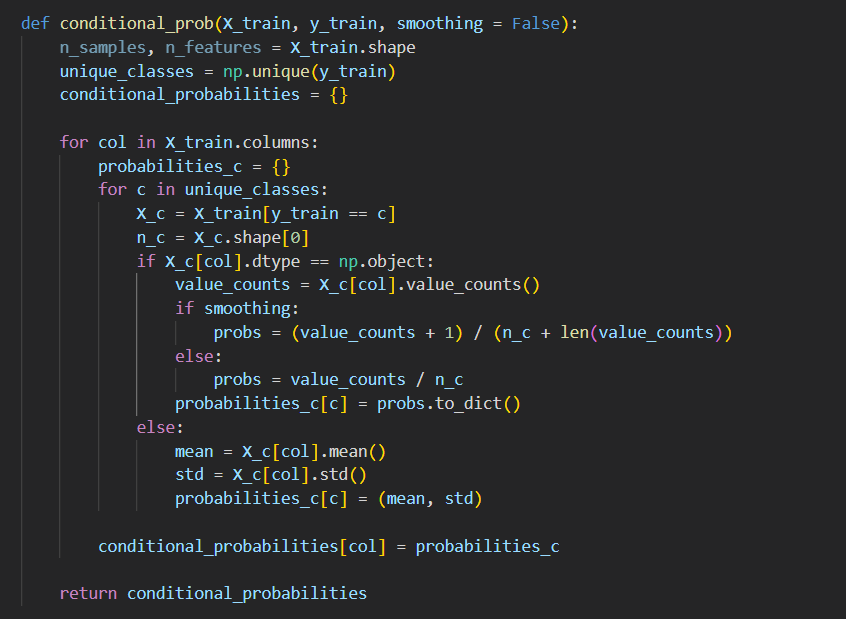 def conditional_prob(X_train, y_train, smoothing = False):
    n_samples, n_features = X_train.shape
    unique_classes = np.unique(y_train)
    conditional_probabilities = {}

    for col in X_train.columns:
        probabilities_c = {}
        for c in unique_classes:
            X_c = X_train[y_train == c]
            n_c = X_c.shape[0]
            if X_c[col].dtype == np.object:
                value_counts = X_c[col].value_counts()
                if smoothing:
                    probs = (value_counts + 1) / (n_c + len(value_counts))
                else:
                    probs = value_counts / n_c
                probabilities_c[c] = probs.to_dict()
            else:
                mean = X_c[col].mean()
                std = X_c[col].std()
                probabilities_c[c] = (mean, std)

        conditional_probabilities[col] = probabilities_c

    return conditional_probabilities